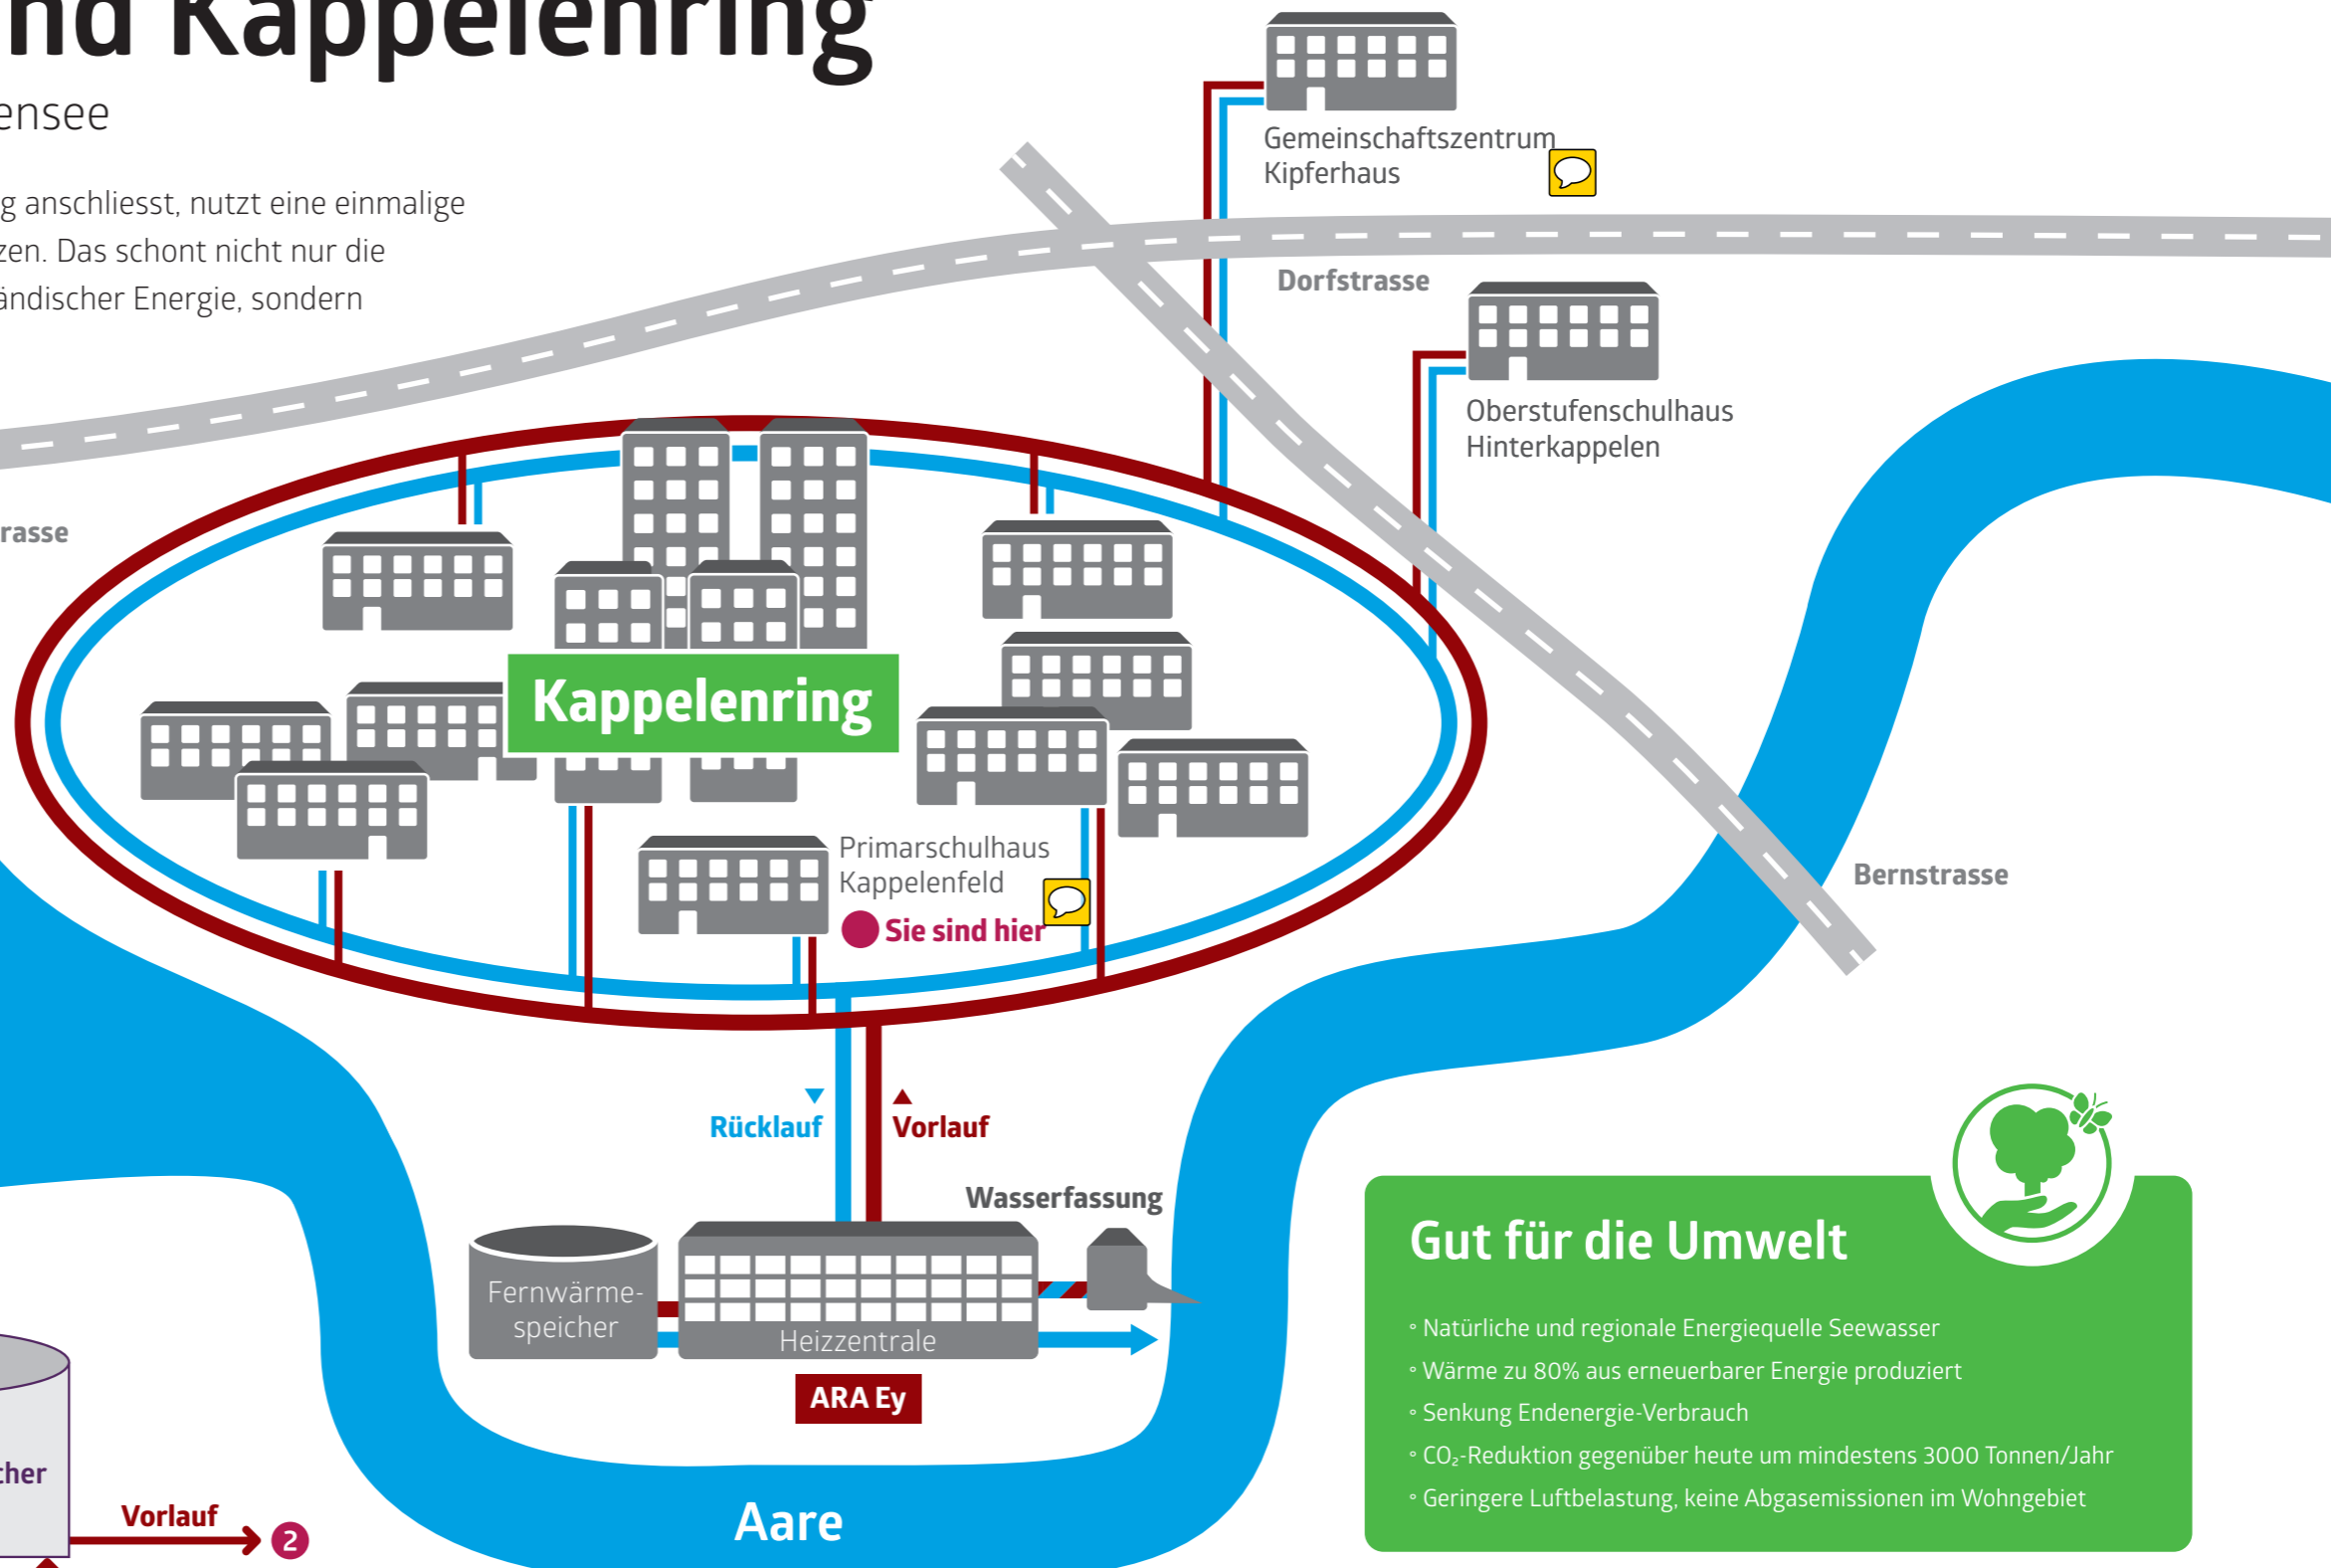 nd Kappelenring
ensee
g anschliesst, nutzt eine einmalige
zen. Das schont nicht nur die
ändischer Energie, sondern
Gemeinschaftszentrum
Kipferhaus
Dorfstrasse
Oberstufenschulhaus
Hinterkappelen
rasse
Kappelenring
Primarschulhaus
Kappelenfeld
Sie sind hier
Bernstrasse
Rücklauf
Vorlauf
Wasserfassung
Fernwärme-
speicher
Heizzentrale
ARA Ey
Aare
cher
Vorlauf
2
Gut für die Umwelt
◦ Natürliche und regionale Energiequelle Seewasser
◦ Wärme zu 80% aus erneuerbarer Energie produziert
◦ Senkung Endenergie-Verbrauch
◦ CO₂-Reduktion gegenüber heute um mindestens 3000 Tonnen/Jahr
◦ Geringere Luftbelastung, keine Abgasemissionen im Wohngebiet